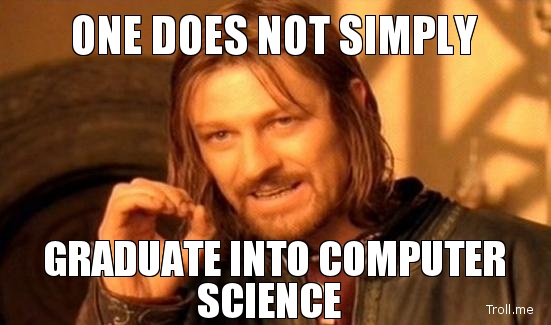 ONE DOES NOT SIMPLY
GRADUATE INTO COMPUTER
SCIENCE
Troll.me